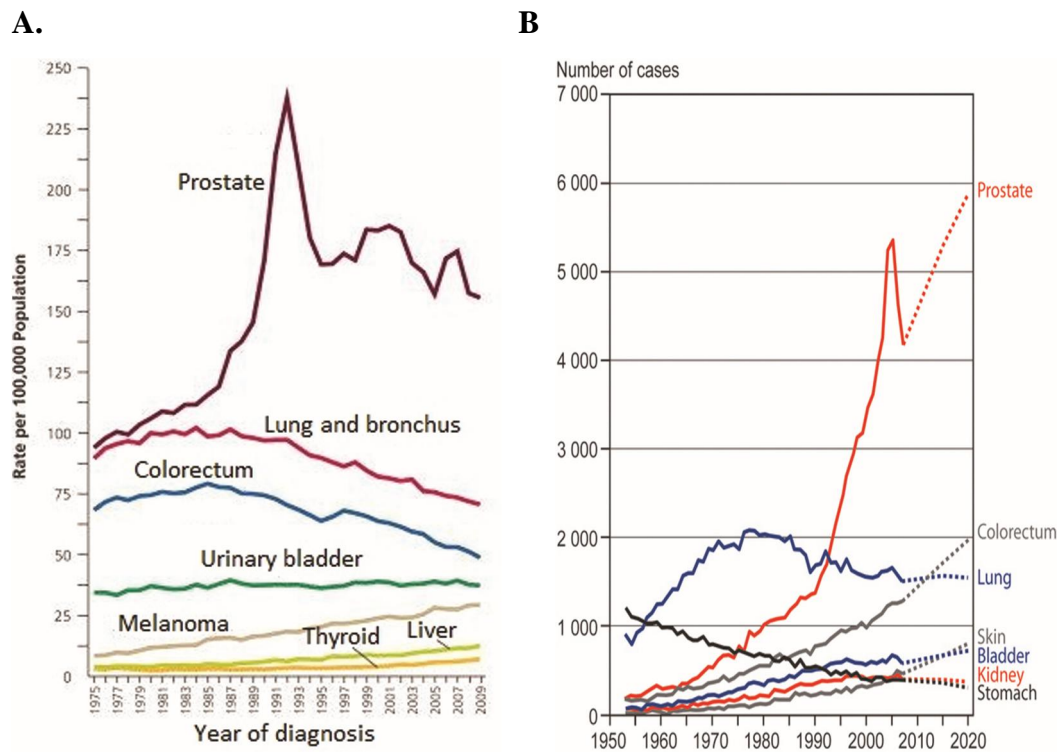 A.
B
250
225
200
175
150
125
100
75
50
25
0
Rate per 100,000 Population
Prostate
Lung and bronchus
Colorectum
Urinary bladder
Melanoma
Thyroid
Liver
1975
1977
1979
1981
1983
1985
1987
1989
1991
1993
1995
1997
1999
2001
2003
2005
2007
2009
Year of diagnosis
Number of cases
7 000
6 000
5 000
4 000
3 000
2 000
1 000
0
Prostate
Colorectum
Lung
Skin
Bladder
Kidney
Stomach
1950
1960
1970
1980
1990
2000
2010
2020